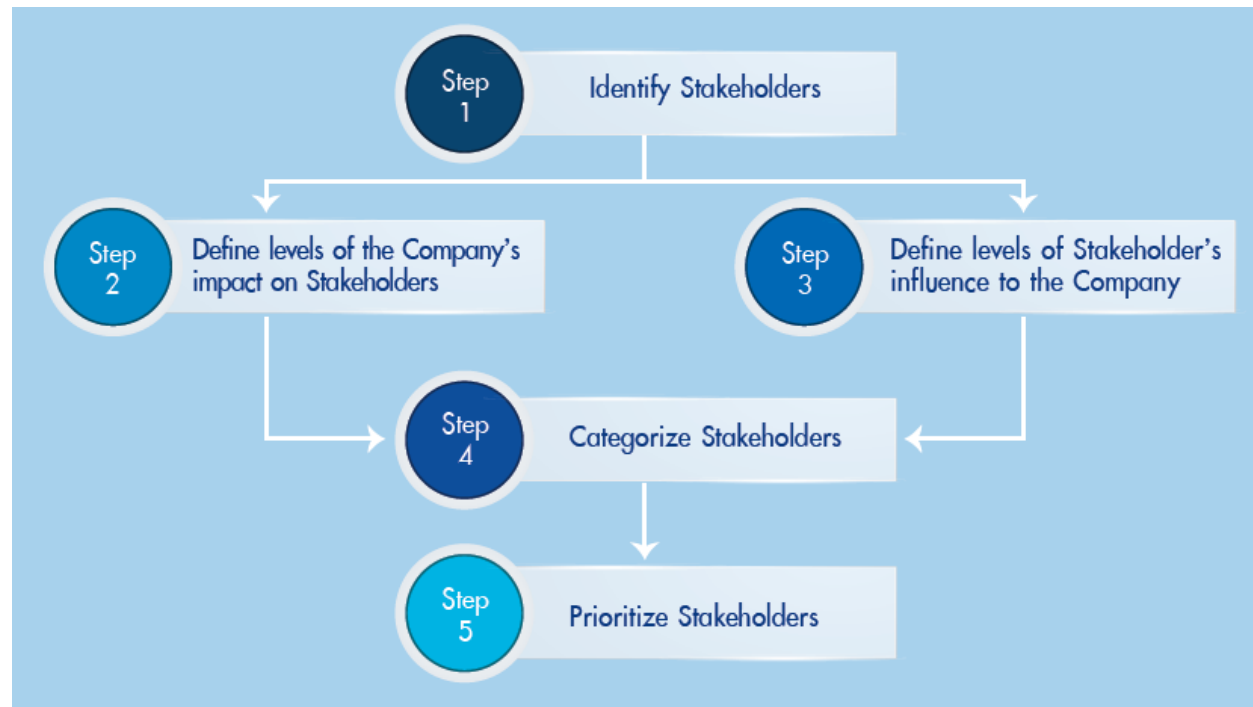 Step
1
Identify Stakeholders
Step
2
Define levels of the Company's
impact on Stakeholders
Step
3
Define levels of Stakeholder's
influence to the Company
Step
4
Categorize Stakeholders
Step
5
Prioritize Stakeholders